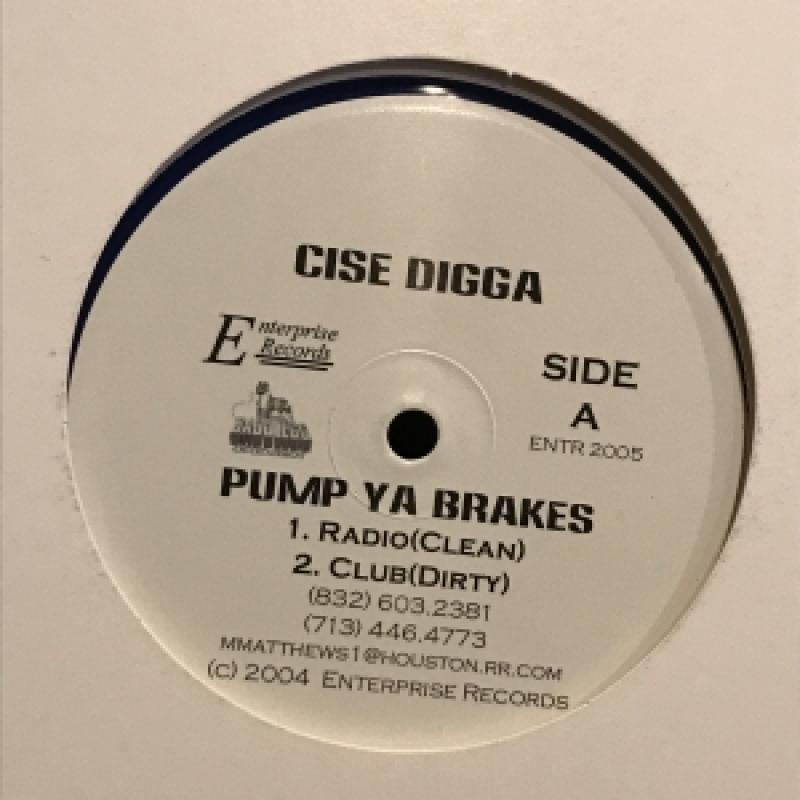 CISE DIGGA
Enterprise
Records
SIDE
A
ENTR 2005
PUMP YA BRAKES
1. RADIO(CLEAN)
2. CLUB(DIRTY)
(832) 603.2381
(713) 446.4773
MMATTHEWS1@HOUSTON.RR.COM
(C) 2004 ENTERPRISE RECORDS